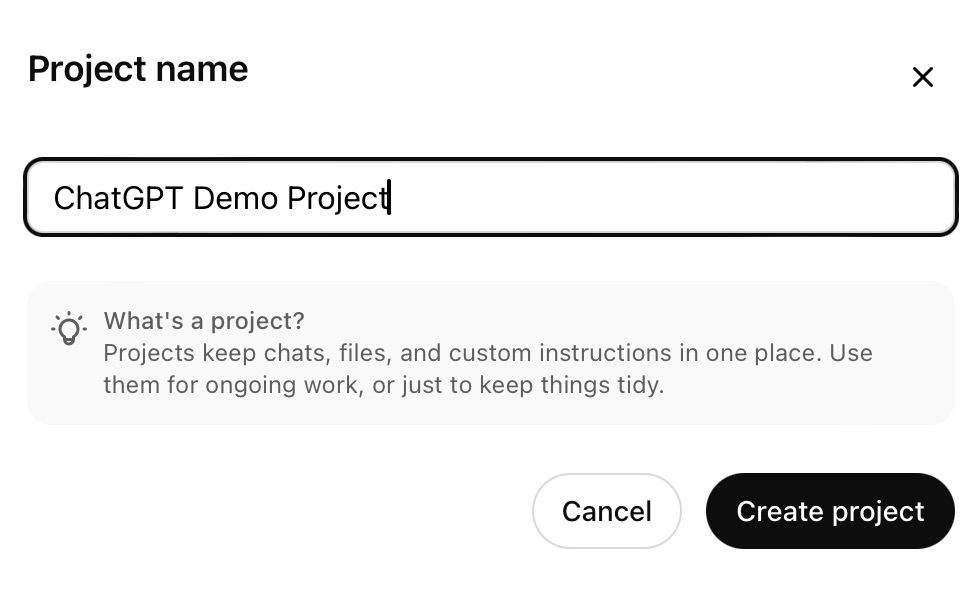 Project name
ChatGPT Demo Project
What's a project?
Projects keep chats, files, and custom instructions in one place. Use
them for ongoing work, or just to keep things tidy.
Cancel
Create project